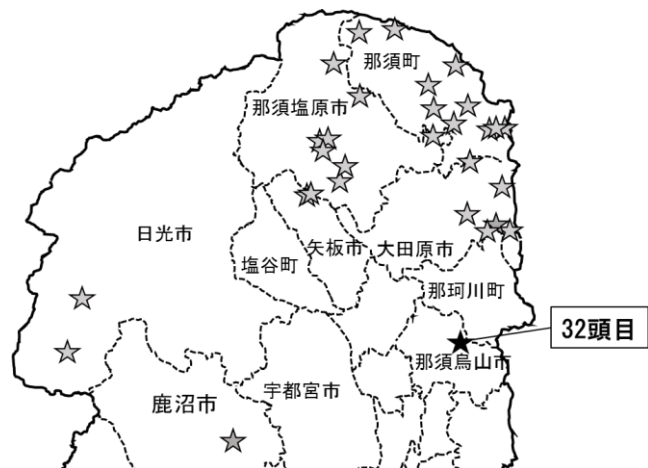 那須町
那須塩原市
日光市
矢板市
大田原市
塩谷町
那珂川町
32頭目
那須烏山市
宇都宮市
鹿沼市